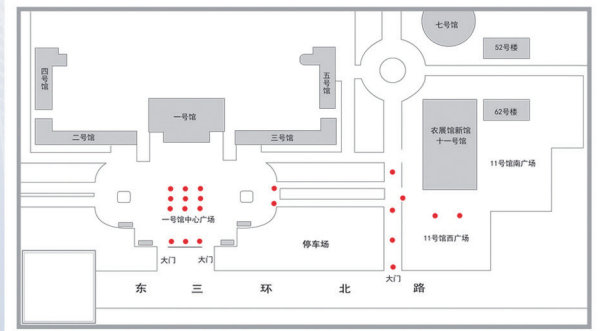 七号馆
52号楼
四号馆
五号馆
一号馆
62号楼
二号馆
三号馆
农展馆新馆
十一号馆
11号馆南广场
一号馆中心广场
11号馆西广场
停车场
大门
大门
大门
东三环北路